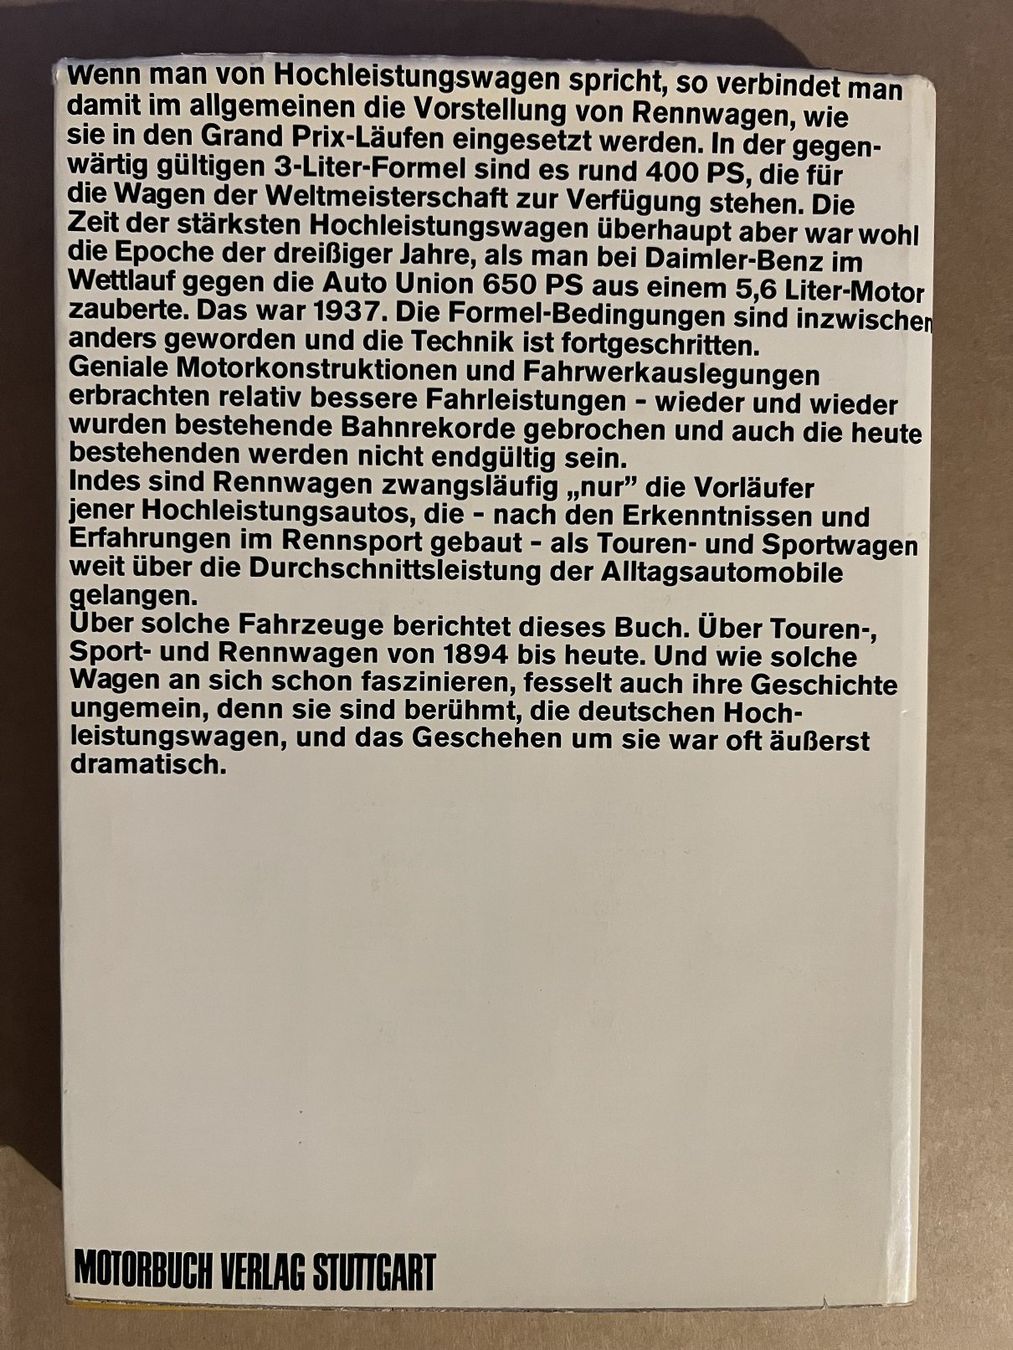 Wenn man von Hochleistungswagen spricht, so verbindet man
damit im allgemeinen die Vorstellung von Rennwagen, wie
sie in den Grand Prix-Läufen eingesetzt werden. In der gegen-
wärtig gültigen 3-Liter-Formel sind es rund 400 PS, die für
die Wagen der Weltmeisterschaft zur Verfügung stehen. Die
Zeit der stärksten Hochleistungswagen überhaupt aber war wohl
die Epoche der dreißiger Jahre, als man bei Daimler-Benz im
Wettlauf gegen die Auto Union 650 PS aus einem 5,6 Liter-Motor
zauberte. Das war 1937. Die Formel-Bedingungen sind inzwischen
anders geworden und die Technik ist fortgeschritten.
Geniale Motorkonstruktionen und Fahrwerkauslegungen
erbrachten relativ bessere Fahrleistungen - wieder und wieder
wurden bestehende Bahnrekorde gebrochen und auch die heute
bestehenden werden nicht endgültig sein.
Indes sind Rennwagen zwangsläufig „nur” die Vorläufer
jener Hochleistungsautos, die - nach den Erkenntnissen und
Erfahrungen im Rennsport gebaut - als Touren- und Sportwagen
weit über die Durchschnittsleistung der Alltagsautomobile
gelangen.
Über solche Fahrzeuge berichtet dieses Buch. Über Touren-,
Sport- und Rennwagen von 1894 bis heute. Und wie solche
Wagen an sich schon faszinieren, fesselt auch ihre Geschichte
ungemein, denn sie sind berühmt, die deutschen Hoch-
leistungswagen, und das Geschehen um sie war oft äußerst
dramatisch.
MOTORBUCH VERLAG STUTTGART